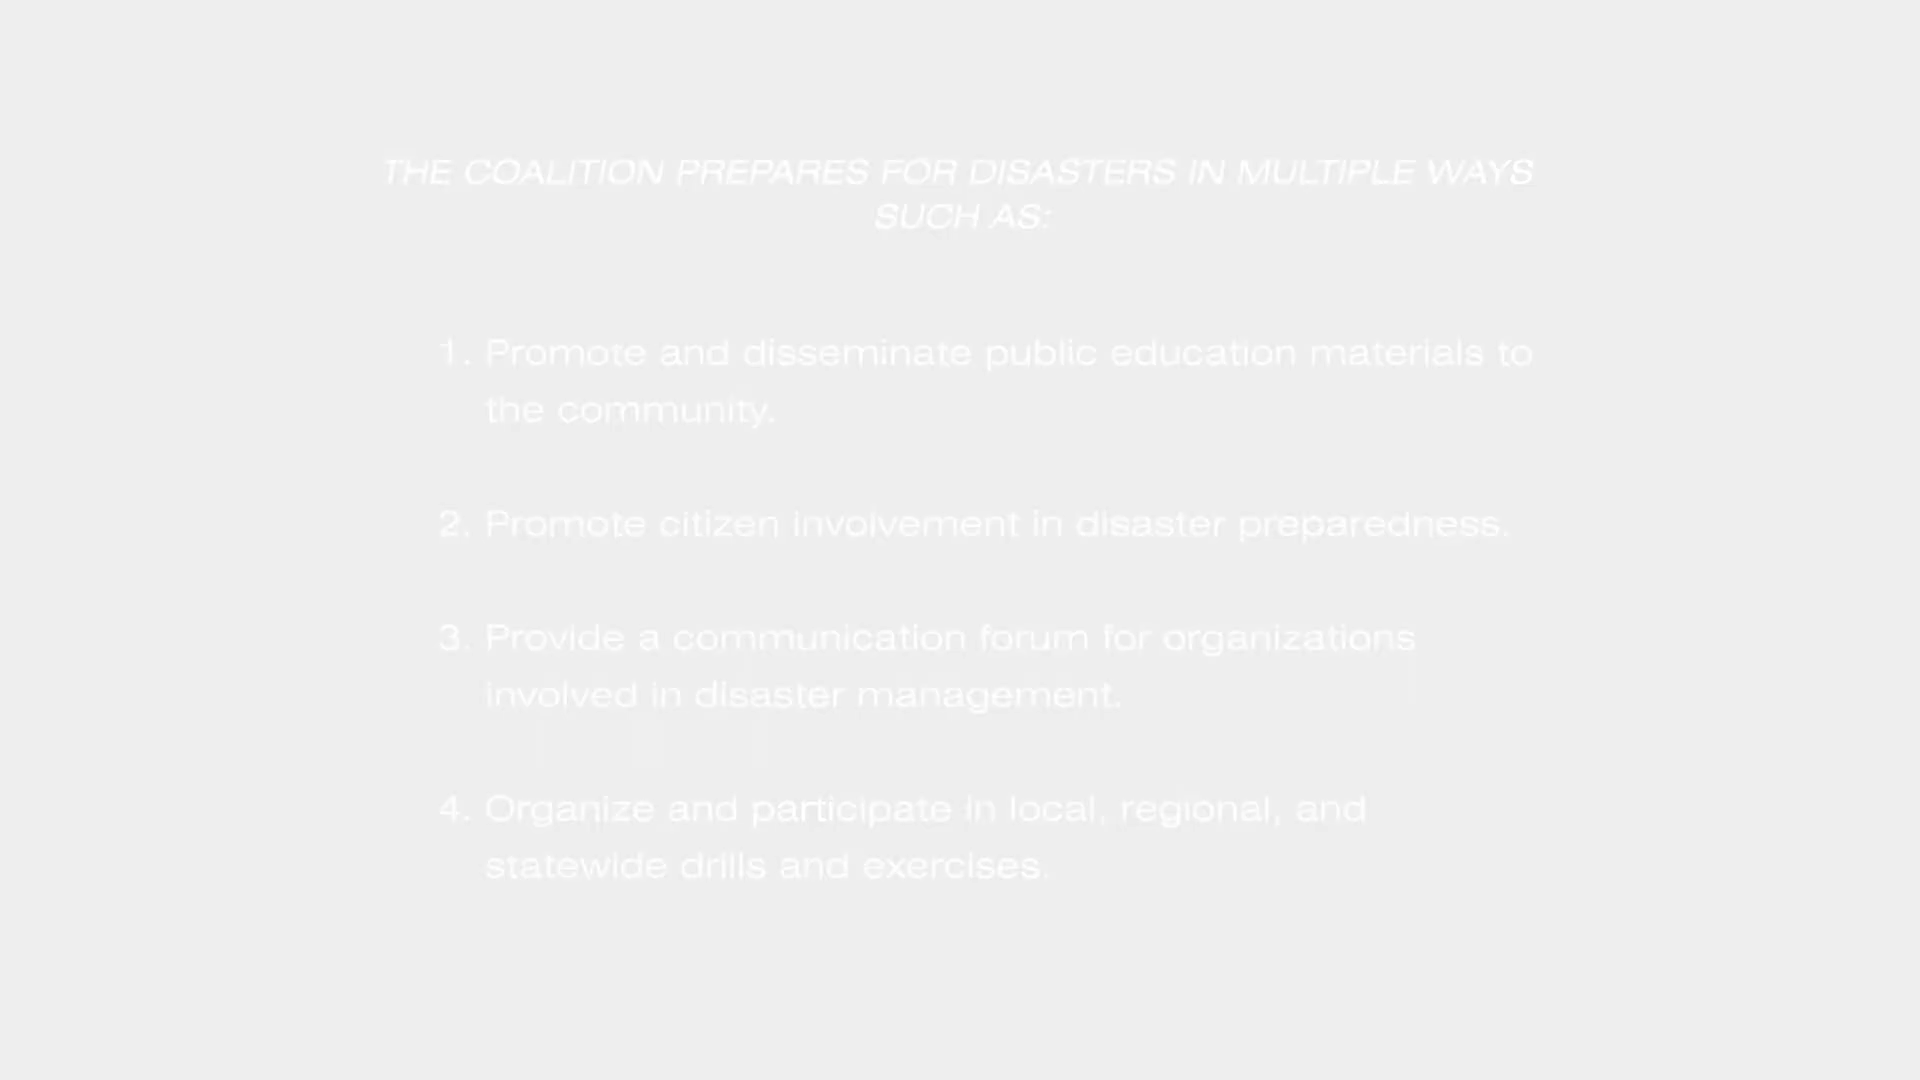 THE COALITION PREPARES FOR DISASTERS IN MULTIPLE WAYS
SUCH AS:
1. Promote and disseminate public education materials to
the community.
2. Promote citizen involvement in disaster preparedness.
3. Provide a communication forum for organizations
involved in disaster management.
4. Organize and participate in local, regional, and
statewide drills and exercises.